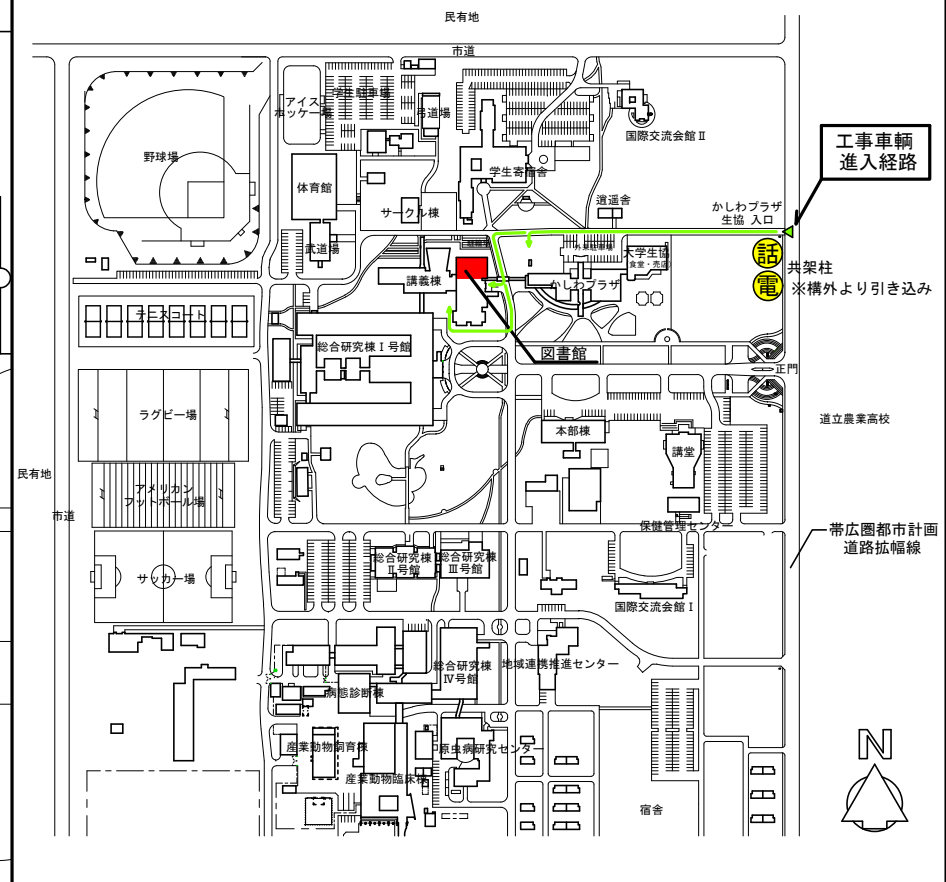 民有地
市道
学生駐車場
アイス
ホッケー場
弓道場
国際交流会館Ⅱ
工事車輌
進入経路
野球場
学生寄宿舎
体育館
逍遥舎
かしわプラザ
生協 入口
サークル棟
武道場
駐輪場
外来駐車場
大学生協
(食堂・売店)
話
共架柱
講義棟
かしわプラザ
電
※構外より引き込み
テニスコート
総合研究棟Ⅰ号館
図書館
正門
ラグビー場
道立農業高校
本部棟
講堂
民有地
アメリカン
フットボール場
市道
保健管理センター
帯広圏都市計画
道路拡幅線
総合研究棟
Ⅱ号館
総合研究棟
Ⅲ号館
サッカー場
国際交流会館Ⅰ
総合研究棟
Ⅳ号館
地域連携推進センター
病態診断棟
N
産業動物飼育棟
原虫病研究センター
産業動物臨床棟
宿舎